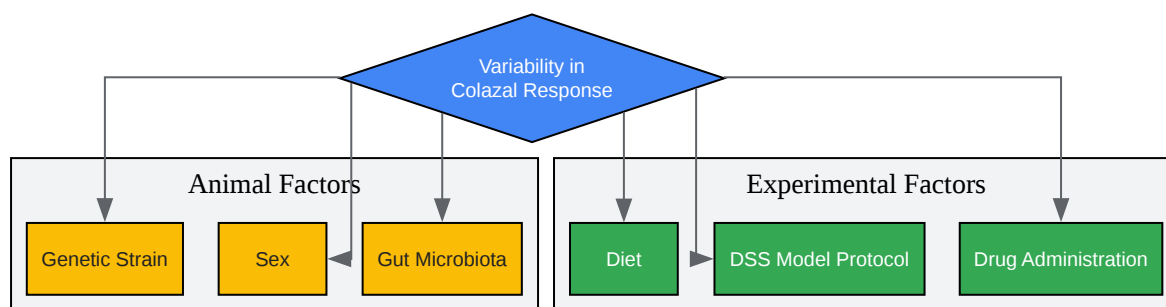 Variability in
Colazal Response
Animal Factors
Experimental Factors
Genetic Strain
Sex
Gut Microbiota
Diet
DSS Model Protocol
Drug Administration